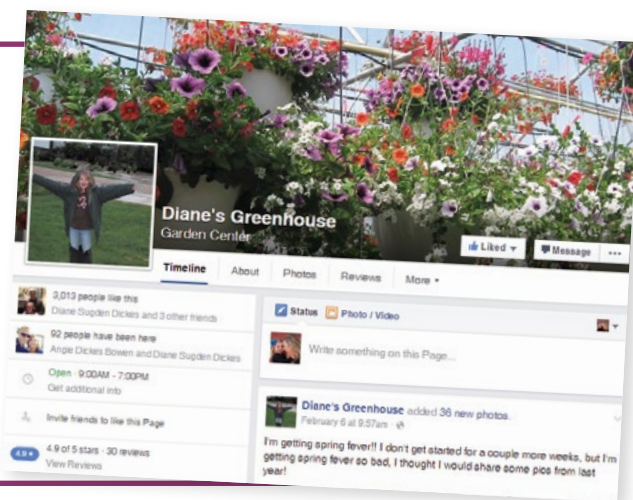 Diane's Greenhouse
Garden Center
Liked
Message
Timeline About Photos Reviews More
3,013 people like this
Diane Sugden Dickes and 3 other friends
92 people have been here
Angie Dickes Bowen and Diane Sugden Dickes
Open · 9:00AM - 7:00PM
Get additional info
Invite friends to like this Page
4.9 4.9 of 5 stars · 30 reviews
View Reviews
Status Photo / Video
Write something on this Page...
Diane's Greenhouse added 36 new photos.
February 6 at 9:57am ·
I'm getting spring fever!! I don't get started for a couple more weeks, but I'm
getting spring fever so bad, I thought I would share some pics from last
year!